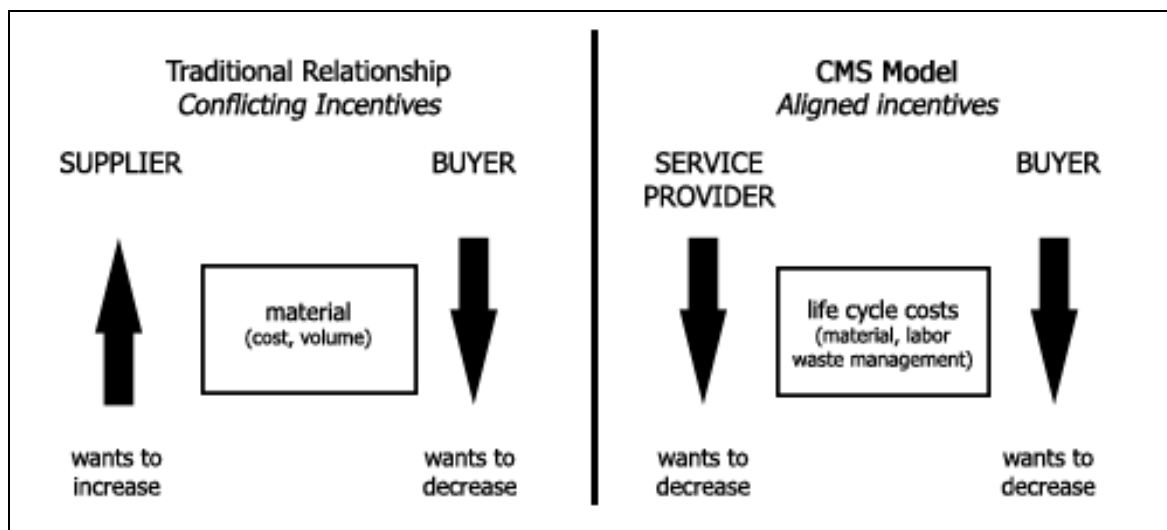 Traditional Relationship
Conflicting Incentives
SUPPLIER
BUYER
material
(cost, volume)
wants to
increase
wants to
decrease
CMS Model
Aligned incentives
SERVICE
PROVIDER
BUYER
life cycle costs
(material, labor
waste management)
wants to
decrease
wants to
decrease